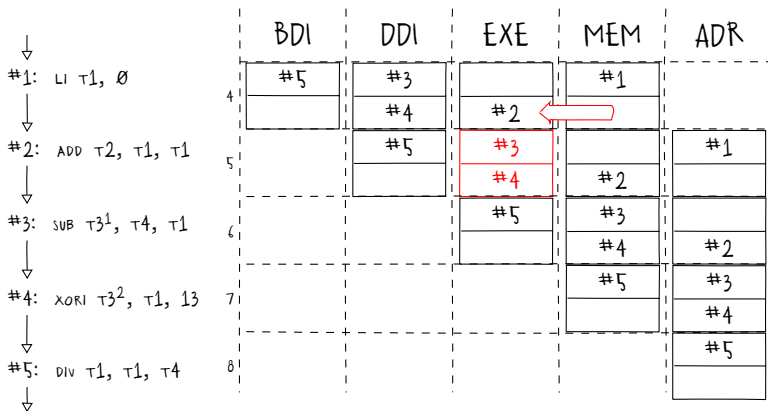 BDI DDI EXE MEM ADR
#1: LI T1, Ø
4 #5 #3 #1
#4 #2
#2: ADD T2, T1, T1
5 #5 #3 #1
#4 #2
#3: SUB T3¹, T4, T1
6 #5 #3
#4 #2
#4: XORI T3², T1, 13
7 #5 #3
#4
#5: DIV T1, T1, T4
8 #5